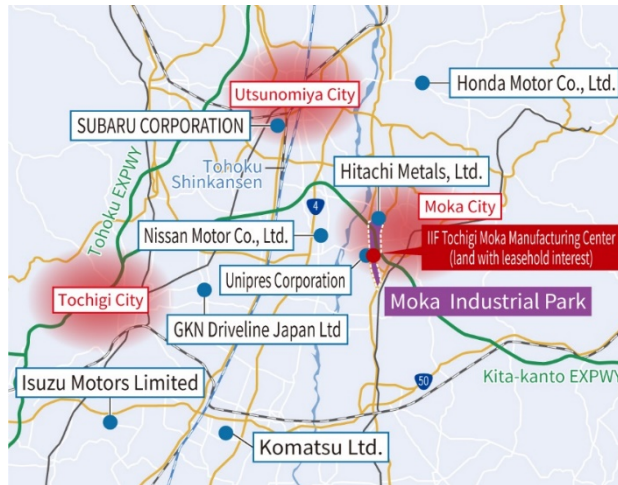 Utsunomiya City
Honda Motor Co., Ltd.
SUBARU CORPORATION
Tohoku EXPWY
Tohoku
Shinkansen
Hitachi Metals, Ltd.
4
Moka City
Nissan Motor Co., Ltd.
IIF Tochigi Moka Manufacturing Center
(land with leasehold interest)
Unipres Corporation
Tochigi City
Moka Industrial Park
GKN Driveline Japan Ltd
Isuzu Motors Limited
50
Kita-kanto EXPWY
Komatsu Ltd.